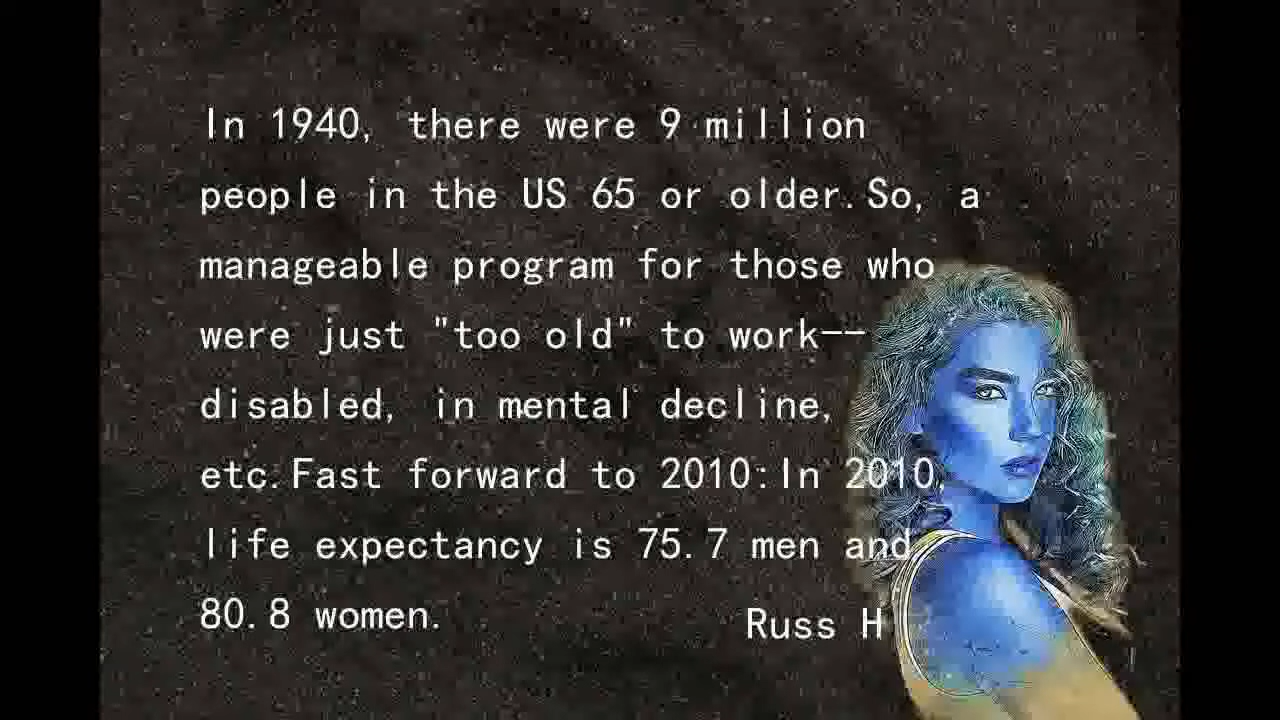 In 1940, there were 9 million
people in the US 65 or older.So, a
manageable program for those who
were just "too old" to work--
disabled, in mental decline,
etc.Fast forward to 2010:In 2010,
life expectancy is 75.7 men and
80.8 women.
Russ H